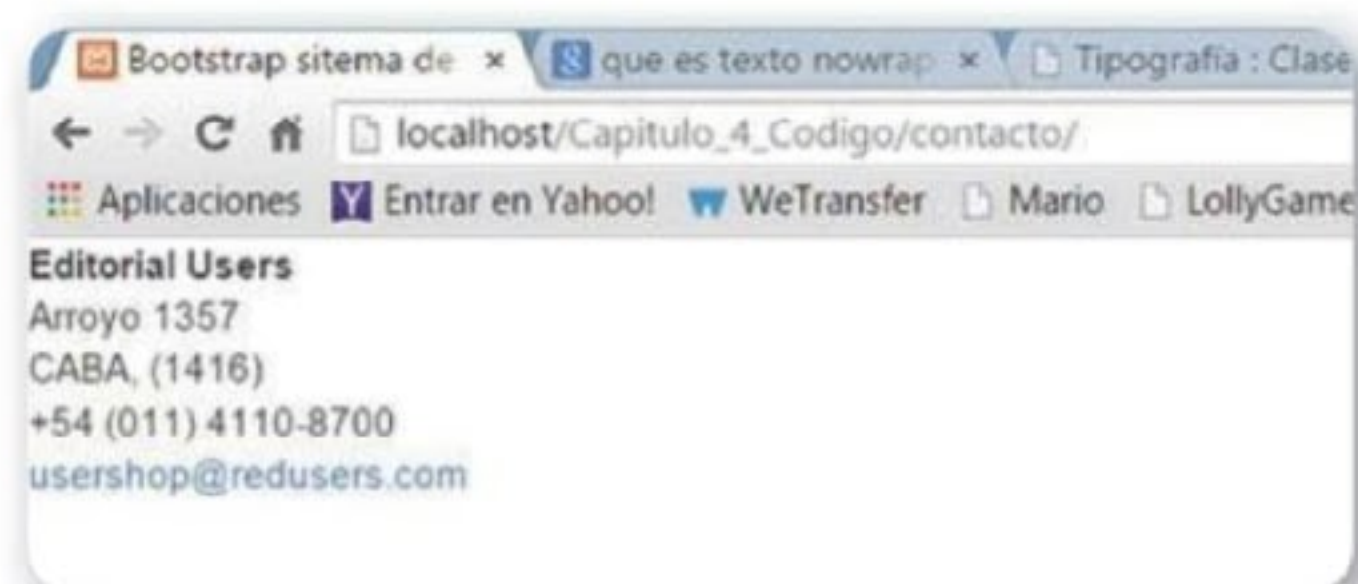 Bootstrap sitema de × que es texto nowrap × Tipografía : Clase
localhost/Capitulo_4_Codigo/contacto/
Aplicaciones Entrar en Yahoo! WeTransfer Mario LollyGame
Editorial Users
Arroyo 1357
CABA, (1416)
+54 (011) 4110-8700
usershop@redusers.com